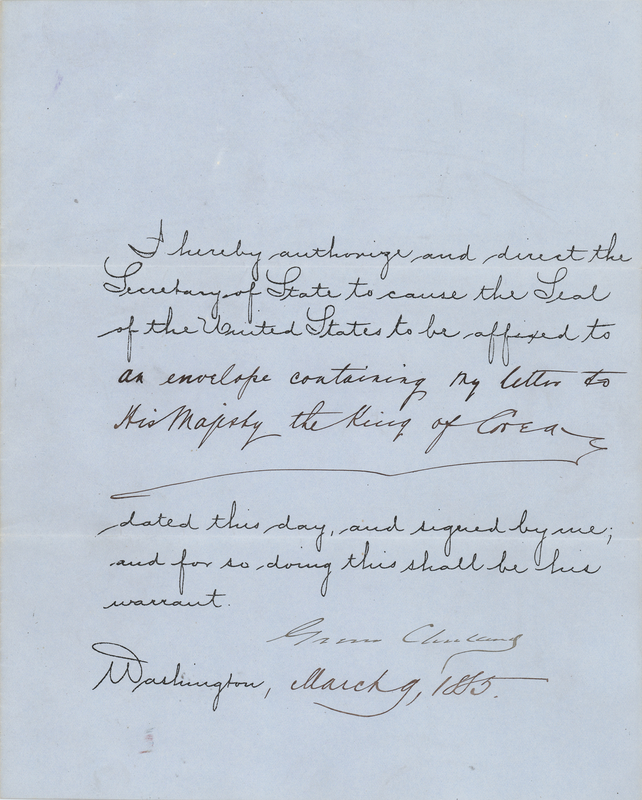 I hereby authorize and direct the
Secretary of State to cause the Seal
of the United States to be affixed to
an envelope containing my letter to
His Majesty the King of Corea
dated this day, and signed by me;
and for so doing this shall be his
warrant.
Grover Cleveland
Washington, March 9, 1885.